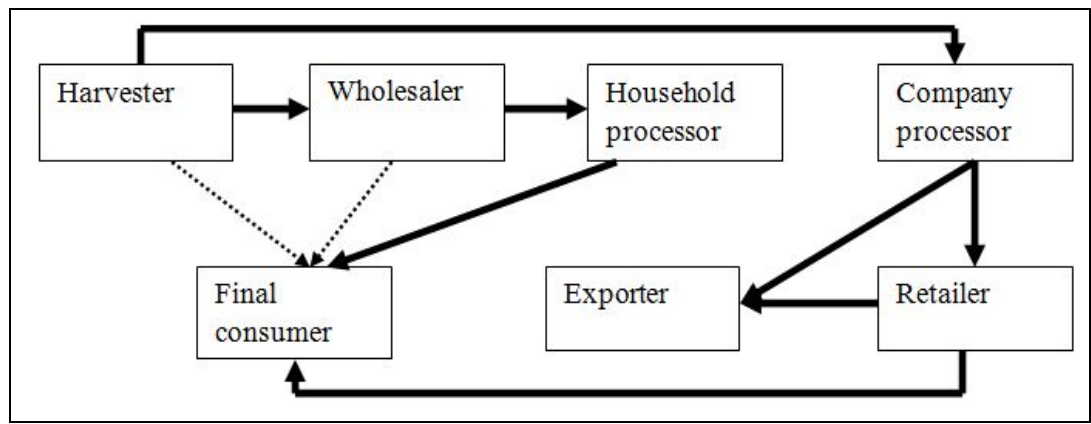 Harvester
Wholesaler
Household
processor
Company
processor
Final
consumer
Exporter
Retailer